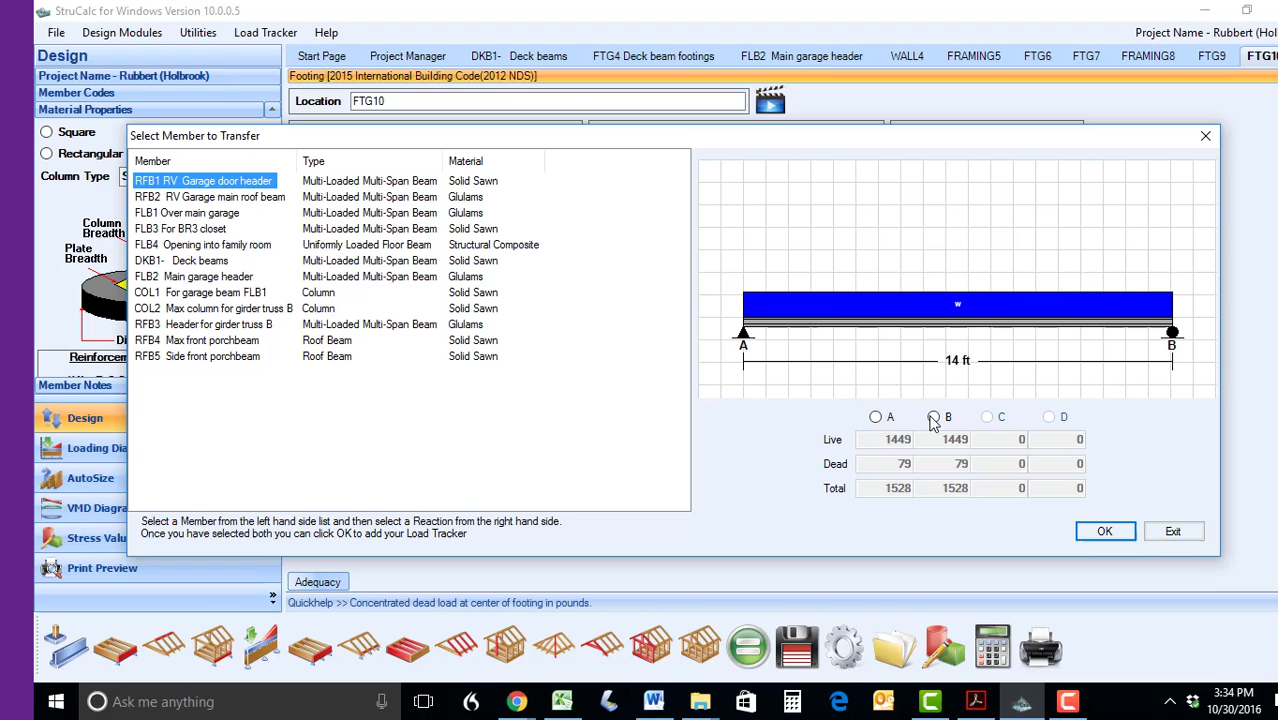 StruCalc for Windows Version 10.0.0.5
File Design Modules Utilities Load Tracker Help
Project Name - Rubbert (Hol
Design
Start Page Project Manager DKB1- Deck beams FTG4 Deck beam footings FLB2 Main garage header WALL4 FRAMING5 FTG6 FTG7 FRAMING8 FTG9 FTG10
Project Name - Rubbert (Holbrook)
Footing [2015 International Building Code(2012 NDS)]
Member Codes
Location FTG10
Material Properties
Square
Rectangular
Column Type
Column
Breadth
Plate
Breadth
Reinforceme
Member Notes
Design
Loading Dia
AutoSize
VMD Diagra
Stress Valu
Print Preview
Select Member to Transfer
Member Type Material
RFB1 RV Garage door header Multi-Loaded Multi-Span Beam Solid Sawn
RFB2 RV Garage main roof beam Multi-Loaded Multi-Span Beam Glulams
FLB1 Over main garage Multi-Loaded Multi-Span Beam Glulams
FLB3 For BR3 closet Multi-Loaded Multi-Span Beam Solid Sawn
FLB4 Opening into family room Uniformly Loaded Floor Beam Structural Composite
DKB1- Deck beams Multi-Loaded Multi-Span Beam Solid Sawn
FLB2 Main garage header Multi-Loaded Multi-Span Beam Glulams
COL1 For garage beam FLB1 Column Solid Sawn
COL2 Max column for girder truss B Column Solid Sawn
RFB3 Header for girder truss B Multi-Loaded Multi-Span Beam Glulams
RFB4 Max front porchbeam Roof Beam Solid Sawn
RFB5 Side front porchbeam Roof Beam Solid Sawn
w
A B
14 ft
A B C D
Live 1449 1449 0 0
Dead 79 79 0 0
Total 1528 1528 0 0
Select a Member from the left hand side list and then select a Reaction from the right hand side.
Once you have selected both you can click OK to add your Load Tracker
OK Exit
Adequacy
Quickhelp >> Concentrated dead load at center of footing in pounds.
Ask me anything
3:34 PM
10/30/2016